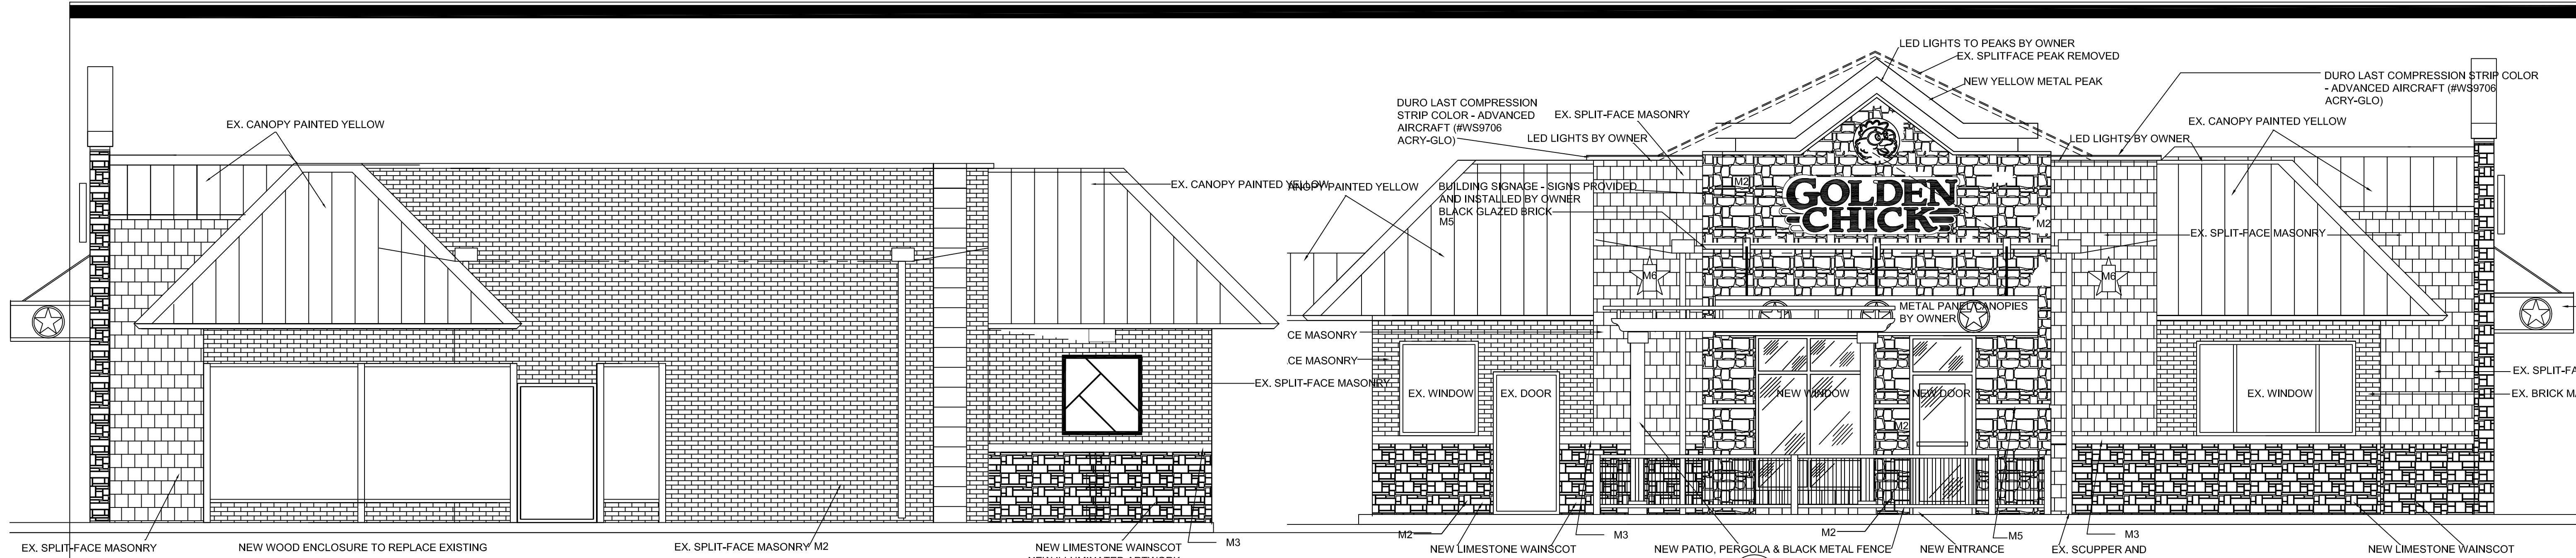 LED LIGHTS TO PEAKS BY OWNER
EX. SPLITFACE PEAK REMOVED
NEW YELLOW METAL PEAK
DURO LAST COMPRESSION STRIP COLOR
- ADVANCED AIRCRAFT (#WS9706
ACRY-GLO)
DURO LAST COMPRESSION
STRIP COLOR - ADVANCED
AIRCRAFT (#WS9706
ACRY-GLO)
EX. SPLIT-FACE MASONRY
EX. CANOPY PAINTED YELLOW
EX. CANOPY PAINTED YELLOW
LED LIGHTS BY OWNER
LED LIGHTS BY OWNER
EX. CANOPY PAINTED YELLOW
PAINTED YELLOW
BUILDING SIGNAGE - SIGNS PROVIDED
AND INSTALLED BY OWNER
BLACK GLAZED BRICK
M5
M2
GOLDEN
CHICK
M2
EX. SPLIT-FACE MASONRY
M6
M6
METAL PANEL CANOPIES
BY OWNER
CE MASONRY
CE MASONRY
EX. SPLIT-FACE MASONRY
EX. SPLIT-FA
EX. WINDOW
EX. DOOR
NEW WINDOW
NEW DOOR
EX. WINDOW
EX. BRICK M
M2
EX. SPLIT-FACE MASONRY
NEW WOOD ENCLOSURE TO REPLACE EXISTING
EX. SPLIT-FACE MASONRY M2
NEW LIMESTONE WAINSCOT
M3
M2
NEW LIMESTONE WAINSCOT
M3
NEW PATIO, PERGOLA & BLACK METAL FENCE
M2
NEW ENTRANCE
M5
EX. SCUPPER AND
M3
NEW LIMESTONE WAINSCOT